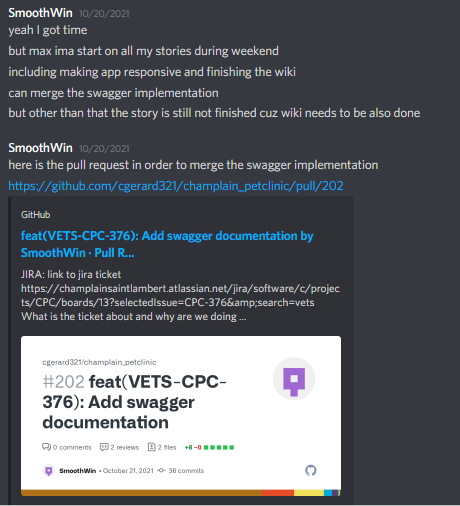 SmoothWin 10/20/2021
yeah I got time
but max ima start on all my stories during weekend
including making app responsive and finishing the wiki
can merge the swagger implementation
but other than that the story is still not finished cuz wiki needs to be also done
SmoothWin 10/20/2021
here is the pull request in order to merge the swagger implementation
https://github.com/cgerard321/champlain_petclinic/pull/202
GitHub
feat(VETS-CPC-376): Add swagger documentation by
SmoothWin · Pull R...
JIRA: link to jira ticket
https://champlainsaintlambert.atlassian.net/jira/software/c/projec
ts/CPC/boards/13?selectedIssue=CPC-376&amp;search=vets
What is the ticket about and why are we doing ...
cgerard321/champlain_petclinic
#202 feat(VETS-CPC-
376): Add swagger
documentation
0 comments 2 reviews 2 files +8 -0
SmoothWin • October 21, 2021 36 commits